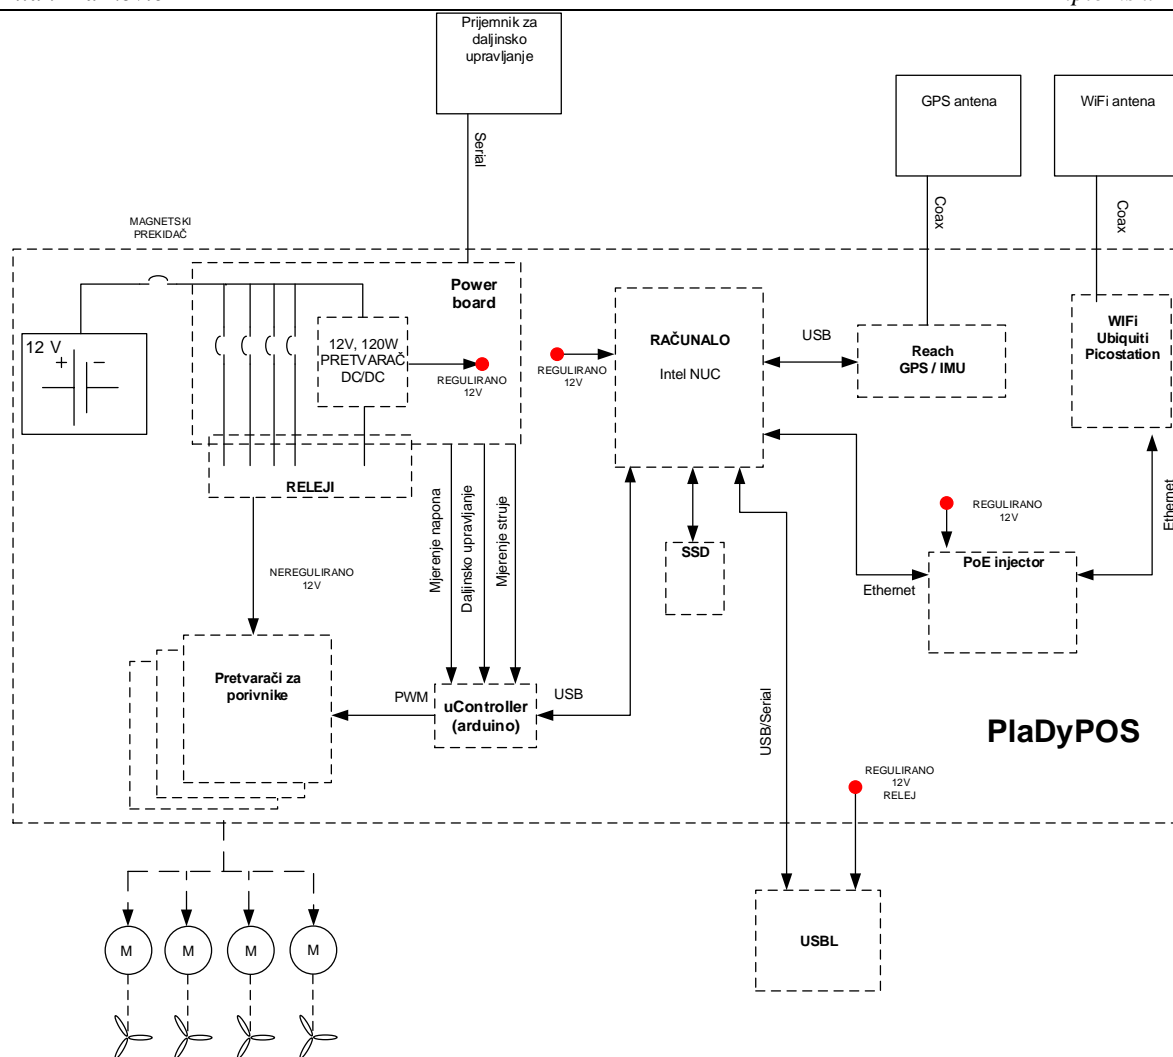 Prijemnik za
daljinsko
upravljanje
GPS antena
WiFi antena
Serial
Coax
Coax
MAGNETSKI
PREKIDAČ
Power
board
12 V
+
−
12V, 120W
PRETVARAČ
DC/DC
REGULIRANO
12V
REGULIRANO
12V
RAČUNALO
Intel NUC
USB
Reach
GPS / IMU
WIFi
Ubiquiti
Picostation
RELEJI
Mjerenje napona
Daljinsko upravljanje
Mjerenje struje
SSD
REGULIRANO
12V
Ethernet
PoE injector
Ethernet
NEREGULIRANO
12V
Pretvarači za
porivnike
PWM
uController
(arduino)
USB
USB/Serial
PlaDyPOS
REGULIRANO
12V
RELEJ
USBL
M
M
M
M